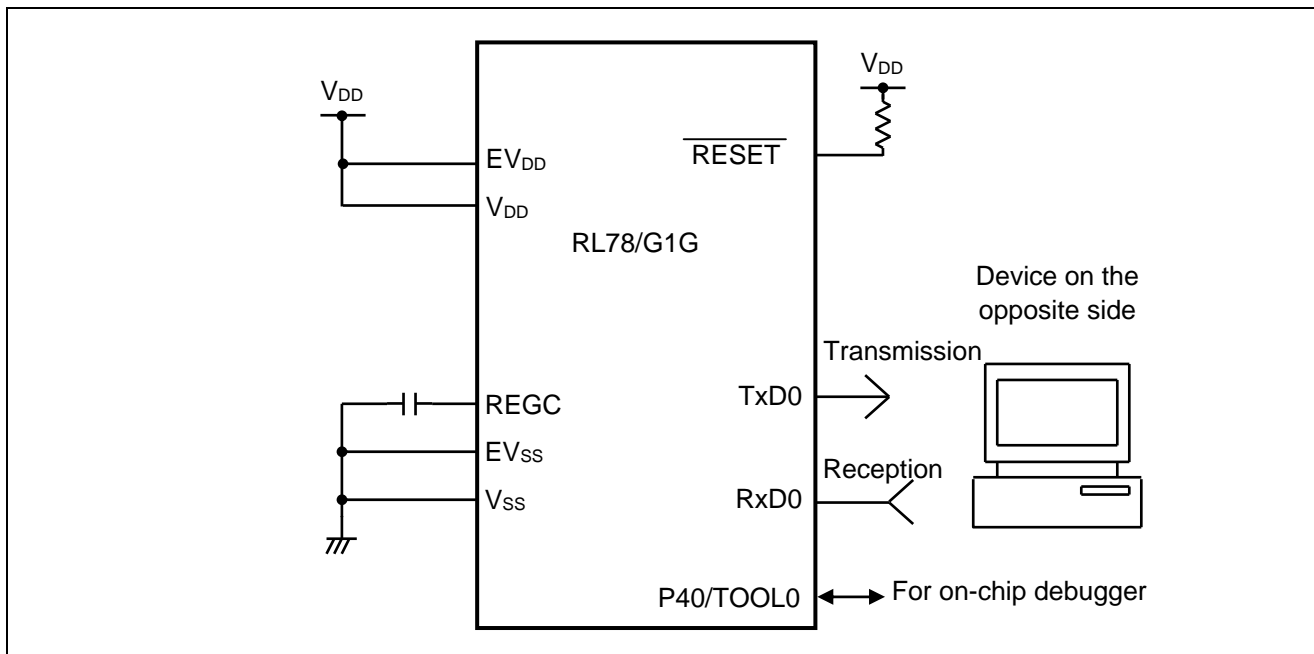 VDD
VDD
EVDD
RESET
VDD
RL78/G1G
Device on the
opposite side
Transmission
TxD0
REGC
EVSS
Reception
RxD0
VSS
P40/TOOL0
For on-chip debugger